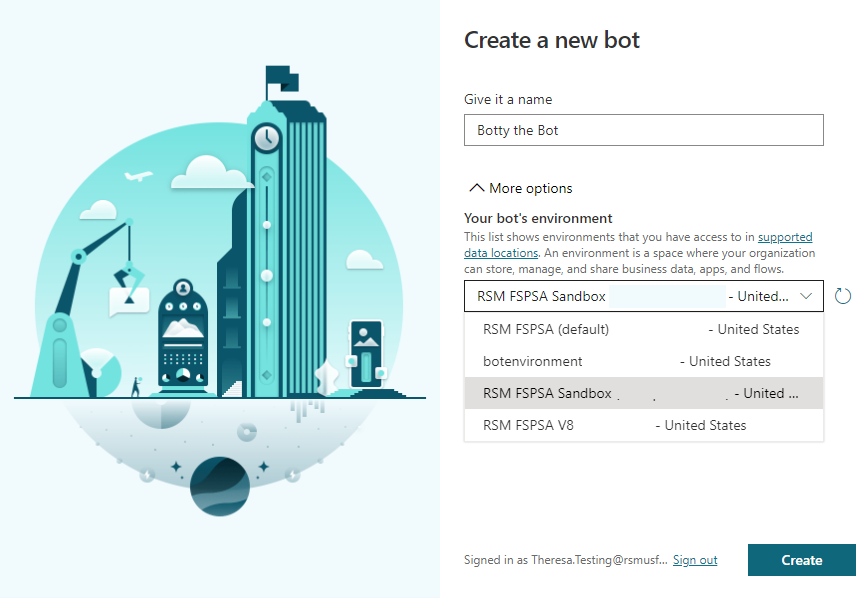 Create a new bot
Give it a name
Botty the Bot
More options
Your bot's environment
This list shows environments that you have access to in supported
data locations. An environment is a space where your organization
can store, manage, and share business data, apps, and flows.
RSM FSPSA Sandbox - United...
RSM FSPSA (default) - United States
botenvironment - United States
RSM FSPSA Sandbox - United ...
RSM FSPSA V8 - United States
Signed in as Theresa.Testing@rsmusf... Sign out
Create